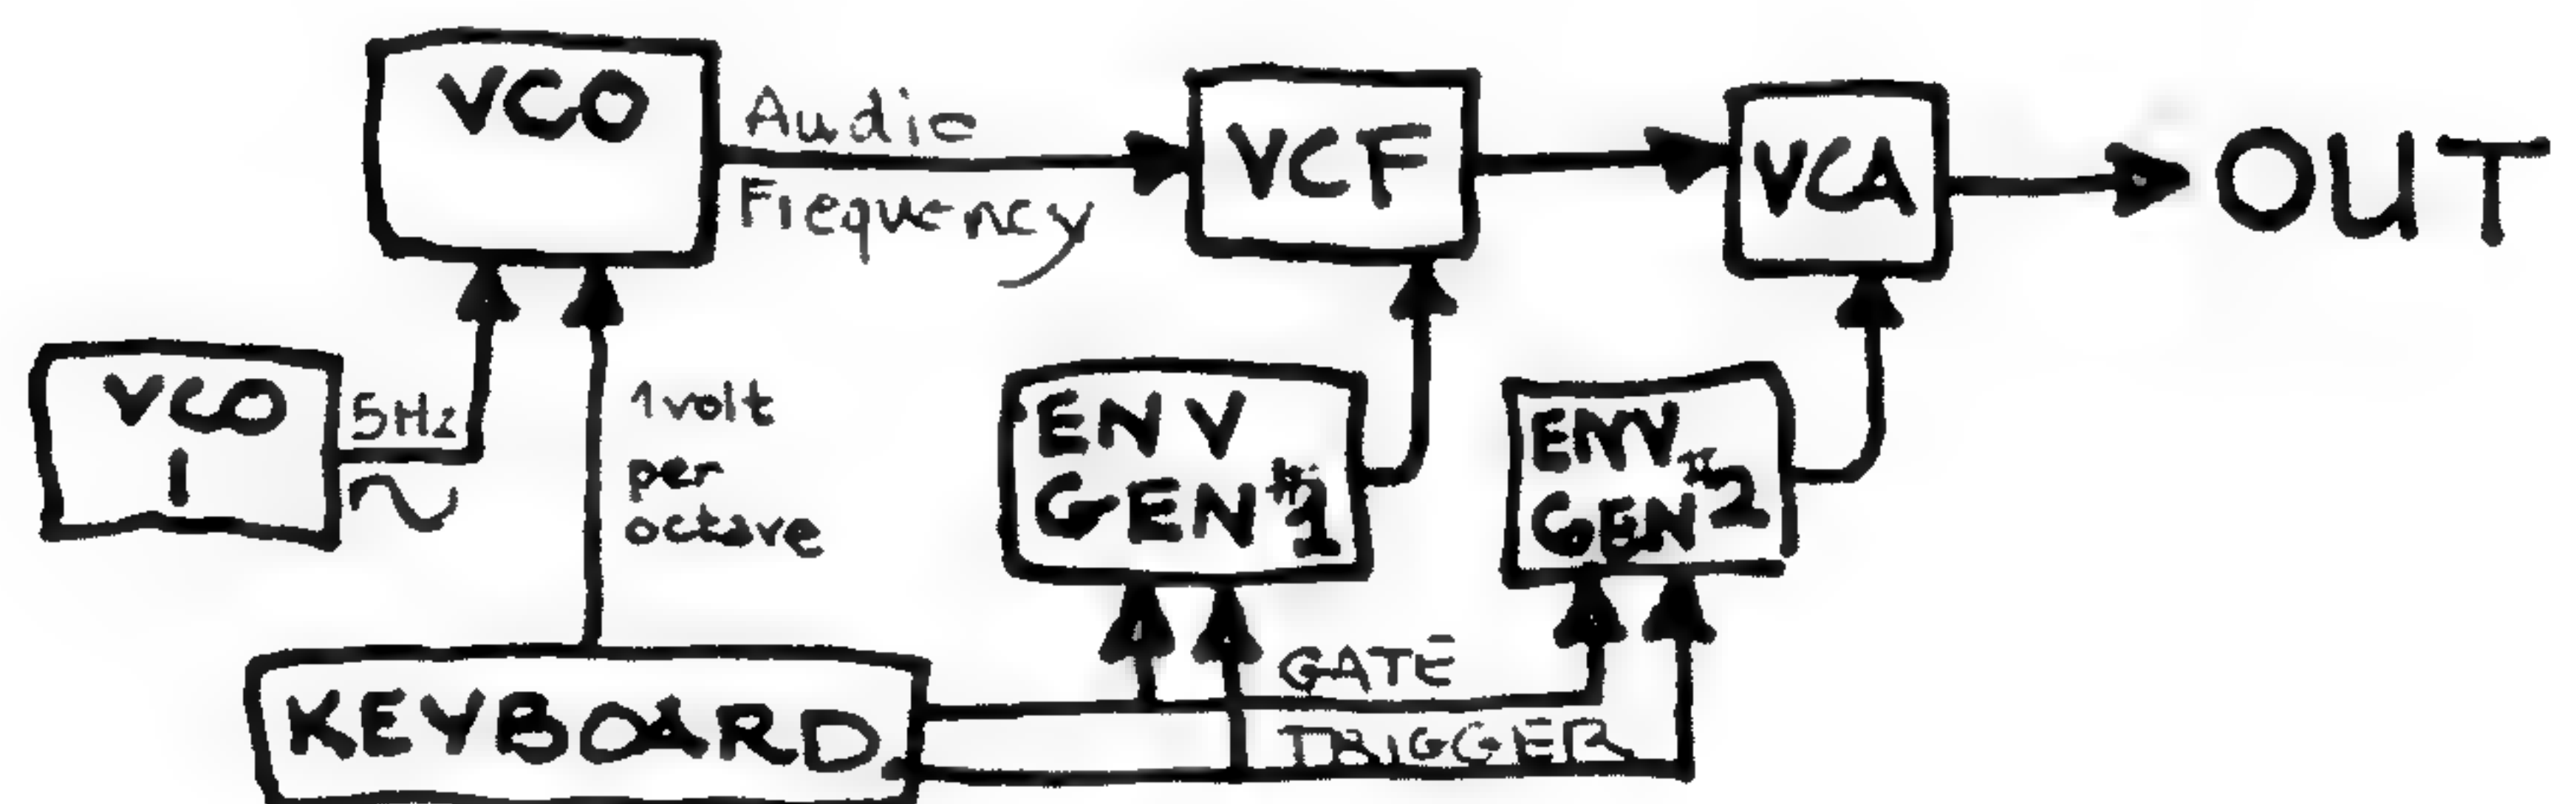 VCO
Audio
Frequency
VCF
VCA
OUT
VCO
1
5Hz
1 volt
per
octave
ENV
GEN #1
ENV
GEN #2
KEYBOARD
GATE
TRIGGER